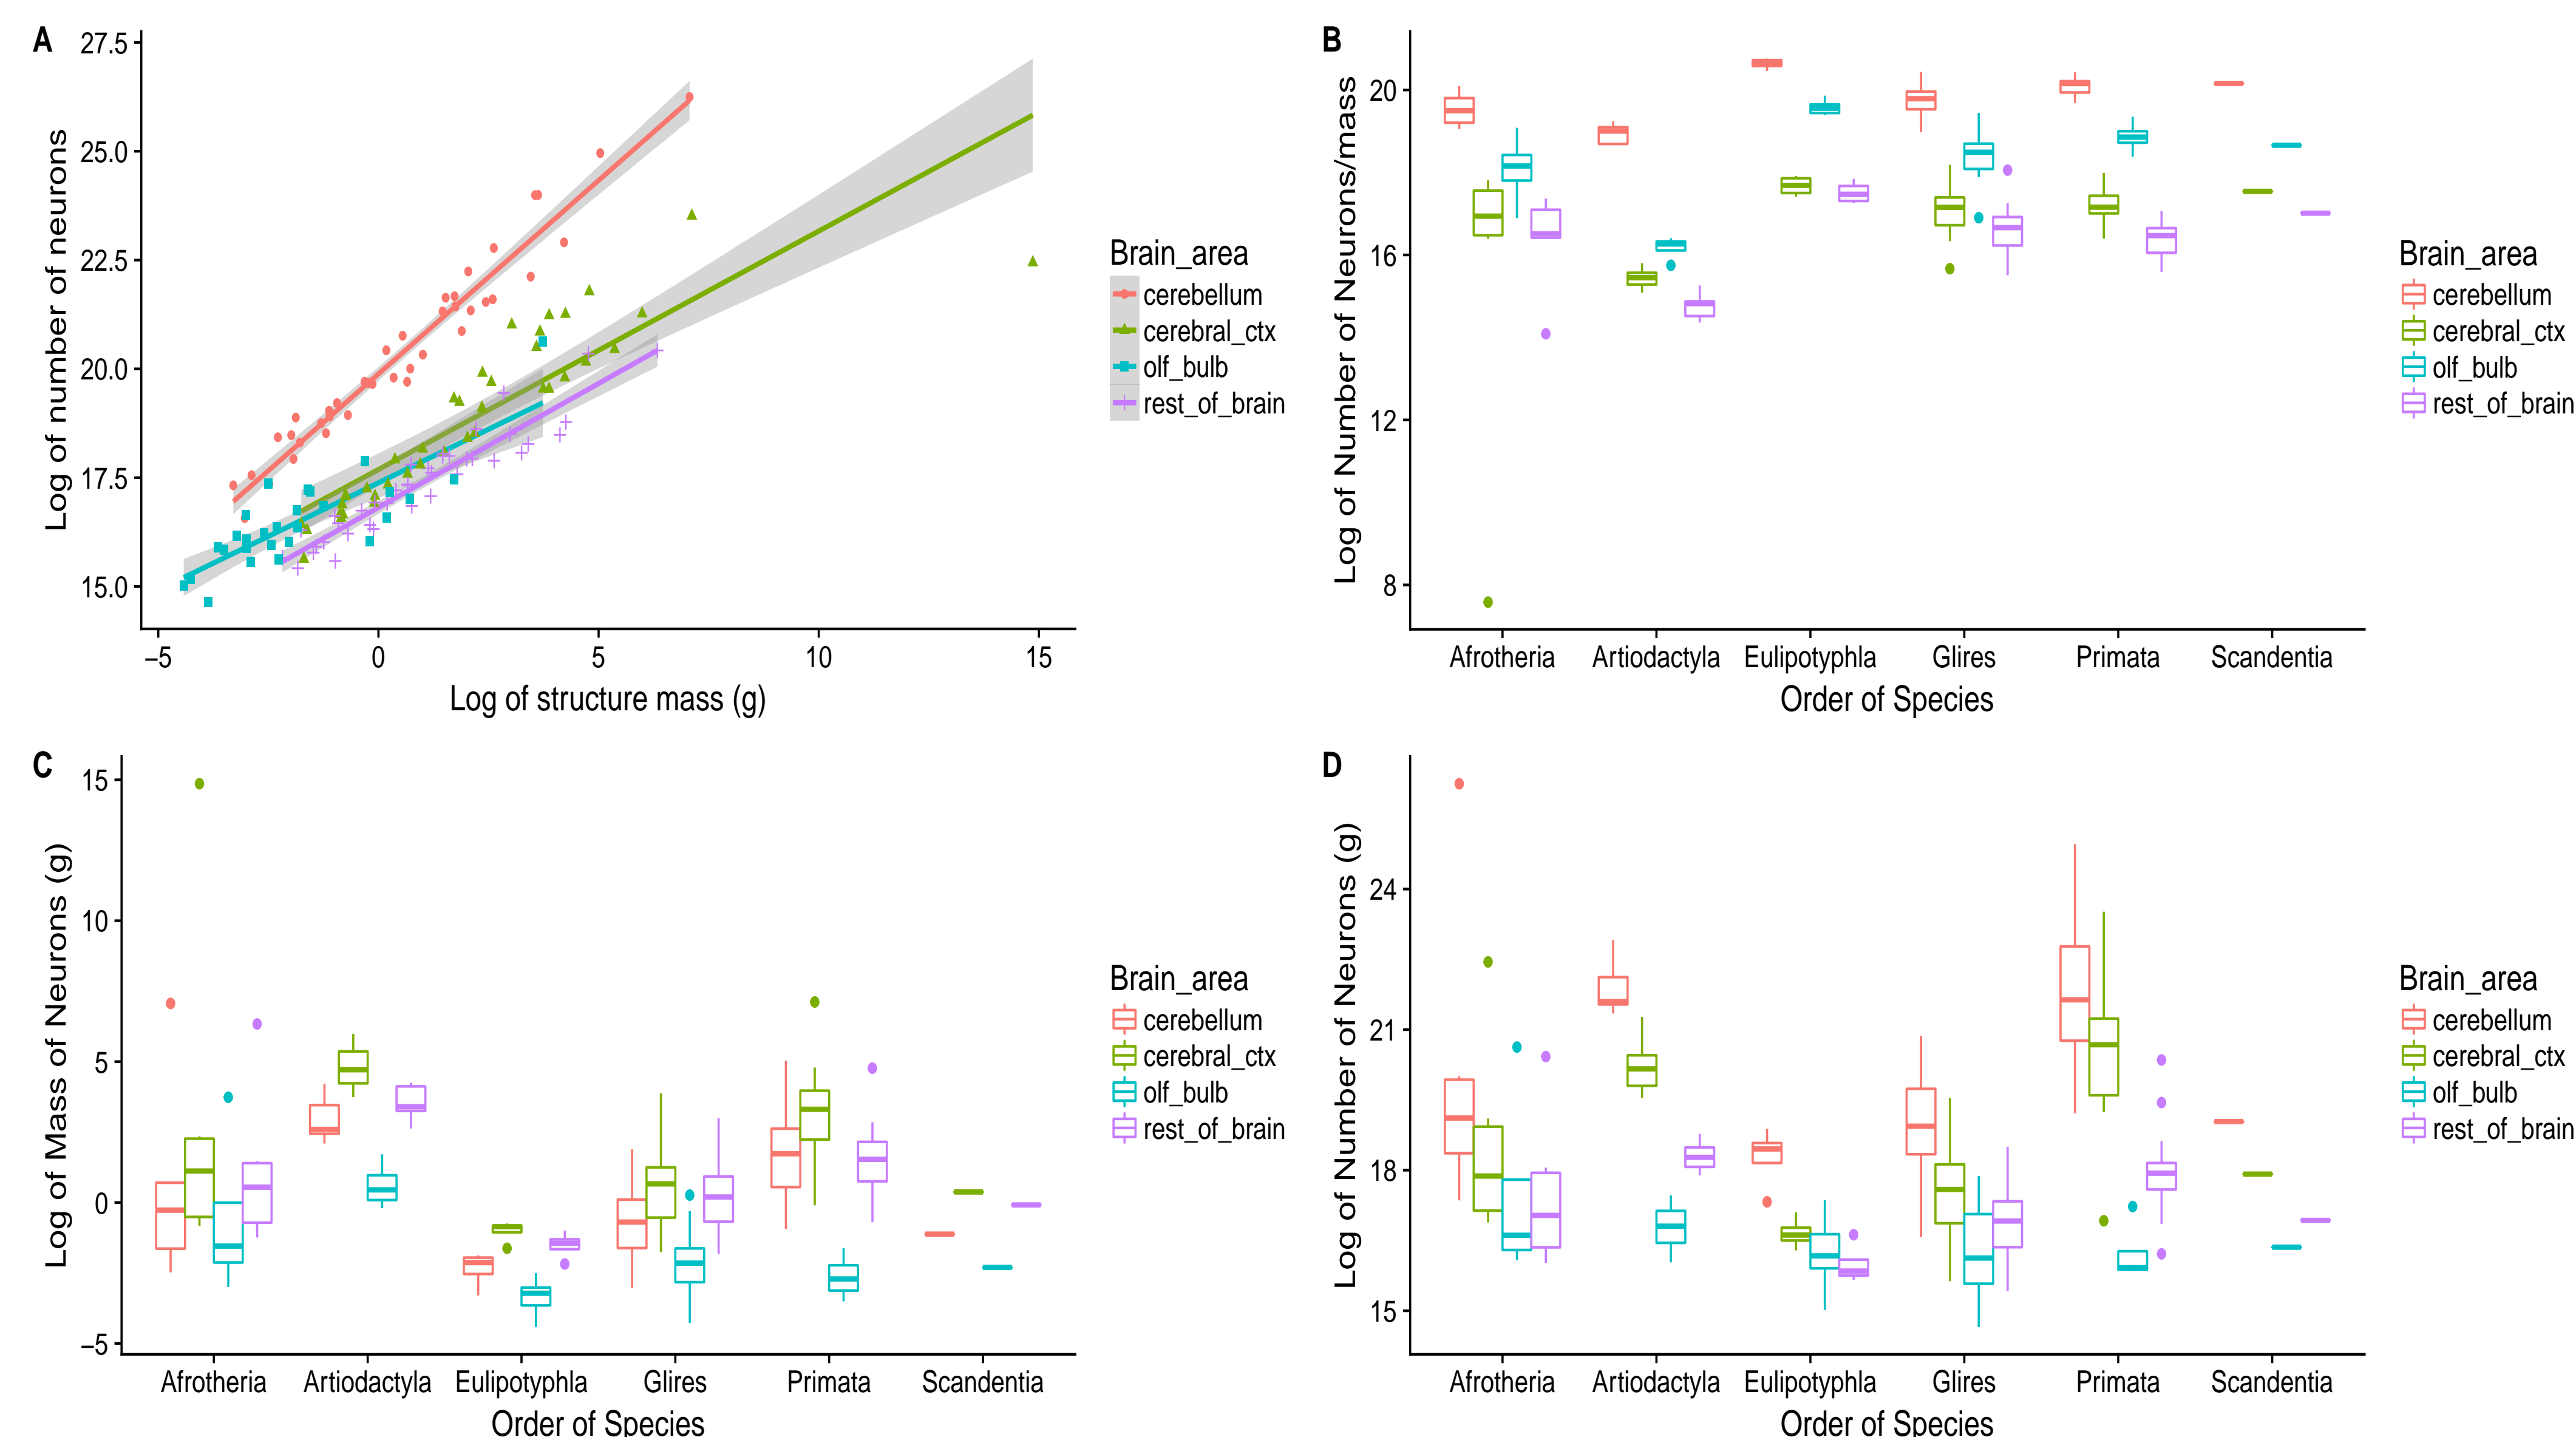 A
Log of number of neurons
27.5
25.0
22.5
20.0
17.5
15.0
−5
0
5
10
15
Log of structure mass (g)
Brain_area
cerebellum
cerebral_ctx
olf_bulb
rest_of_brain
B
Log of Number of Neurons/mass
20
16
12
8
Afrotheria
Artiodactyla
Eulipotyphla
Glires
Primata
Scandentia
Order of Species
Brain_area
cerebellum
cerebral_ctx
olf_bulb
rest_of_brain
C
Log of Mass of Neurons (g)
15
10
5
0
−5
Afrotheria
Artiodactyla
Eulipotyphla
Glires
Primata
Scandentia
Order of Species
Brain_area
cerebellum
cerebral_ctx
olf_bulb
rest_of_brain
D
Log of Number of Neurons (g)
24
21
18
15
Afrotheria
Artiodactyla
Eulipotyphla
Glires
Primata
Scandentia
Order of Species
Brain_area
cerebellum
cerebral_ctx
olf_bulb
rest_of_brain